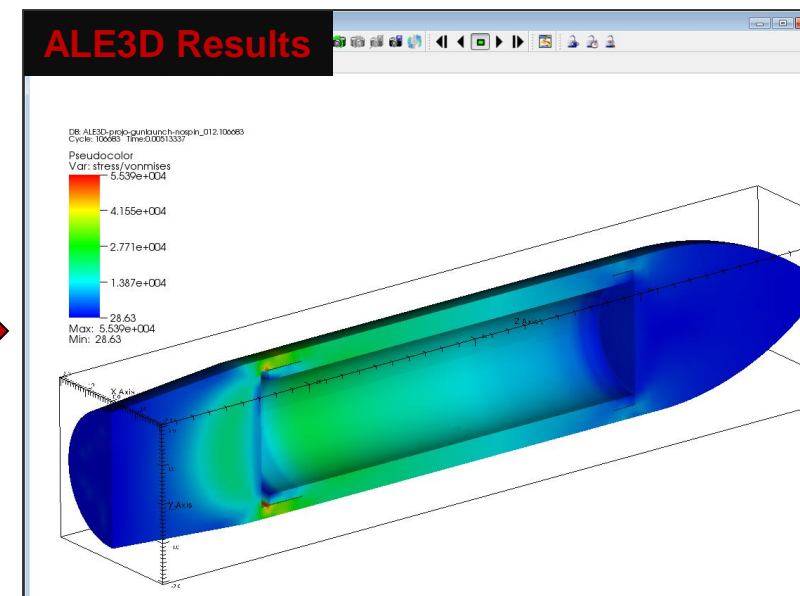 ALE3D Results
DB: ALE3D-projo-gunlaunch-nospin_012.106683
Cycle: 106683 Time:0.00513337
Pseudocolor
Var: stress/vonmises
5.539e+004
4.155e+004
2.771e+004
1.387e+004
28.63
Max: 5.539e+004
Min: 28.63
Z Axis
X Axis
Y Axis